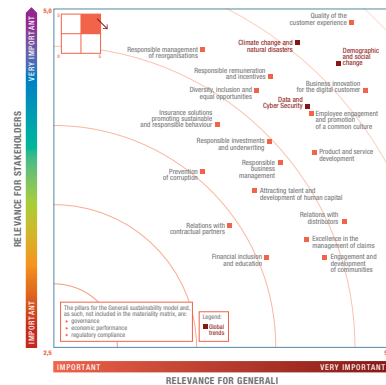 5,0
Quality of the
customer experience
Climate change and
natural disasters
Responsible management
of reorganisations
Demographic
and social
change
Responsible remuneration
and incentives
Diversity, inclusion and
equal opportunities
Business innovation
for the digital customer
Data and
Cyber Security
Insurance solutions
promoting sustainable
and responsible behaviour
Employee engagement
and promotion
of a common culture
Responsible investments
and underwriting
Product and service
development
Responsible
business
management
Prevention
of corruption
Attracting talent and
development of human capital
Relations with
contractual partners
Relations with
distributors
Excellence in the
management of claims
Financial inclusion
and education
Engagement and
development
of communities
The pillars for the Generali sustainability model and,
as such, not included in the materiality matrix, are:
• governance
• economic performance
• regulatory compliance
Legend:
Global
trends
VERY IMPORTANT
RELEVANCE FOR STAKEHOLDERS
IMPORTANT
2,5
IMPORTANT
VERY IMPORTANT
RELEVANCE FOR GENERALI